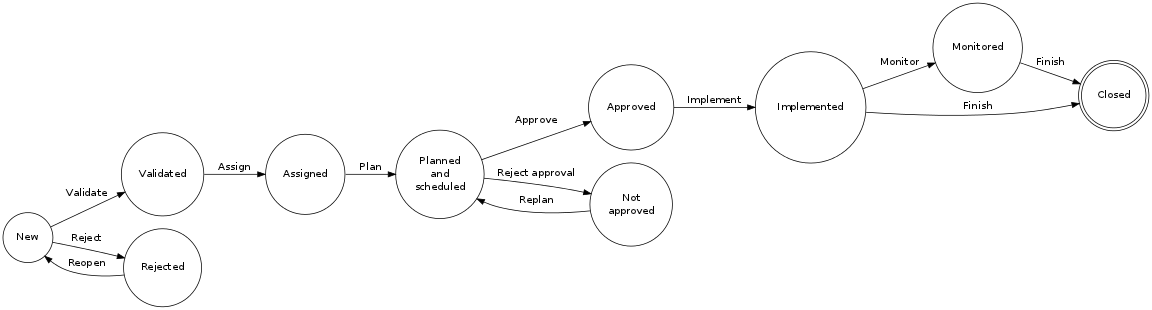 New
Validate
Reject
Reopen
Validated
Rejected
Assign
Assigned
Plan
Planned
and
scheduled
Approve
Reject approval
Replan
Approved
Not
approved
Implement
Implemented
Monitor
Finish
Monitored
Finish
Closed